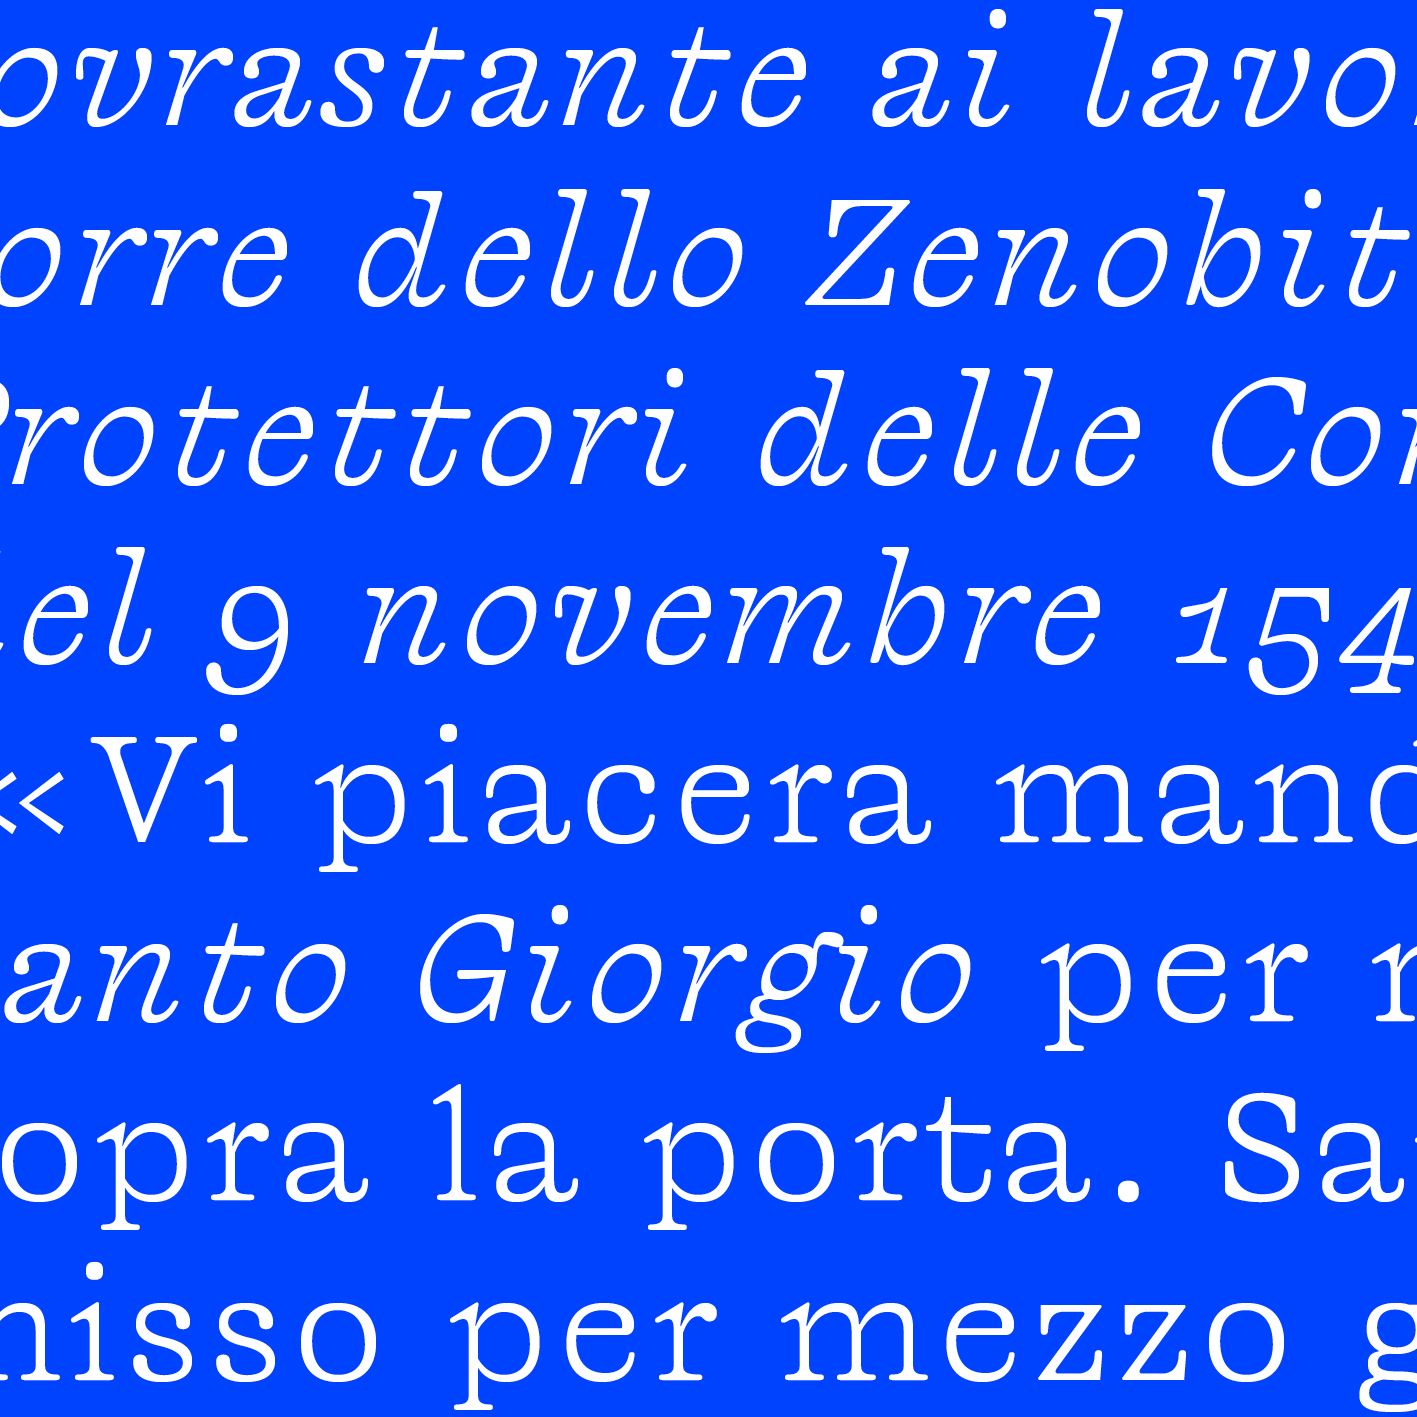 ovrastante ai lavo
orre dello Zenobit
Protettori delle Co
del 9 novembre 154
«Vi piacera mand
anto Giorgio per
opra la porta. Sa
nisso per mezzo g